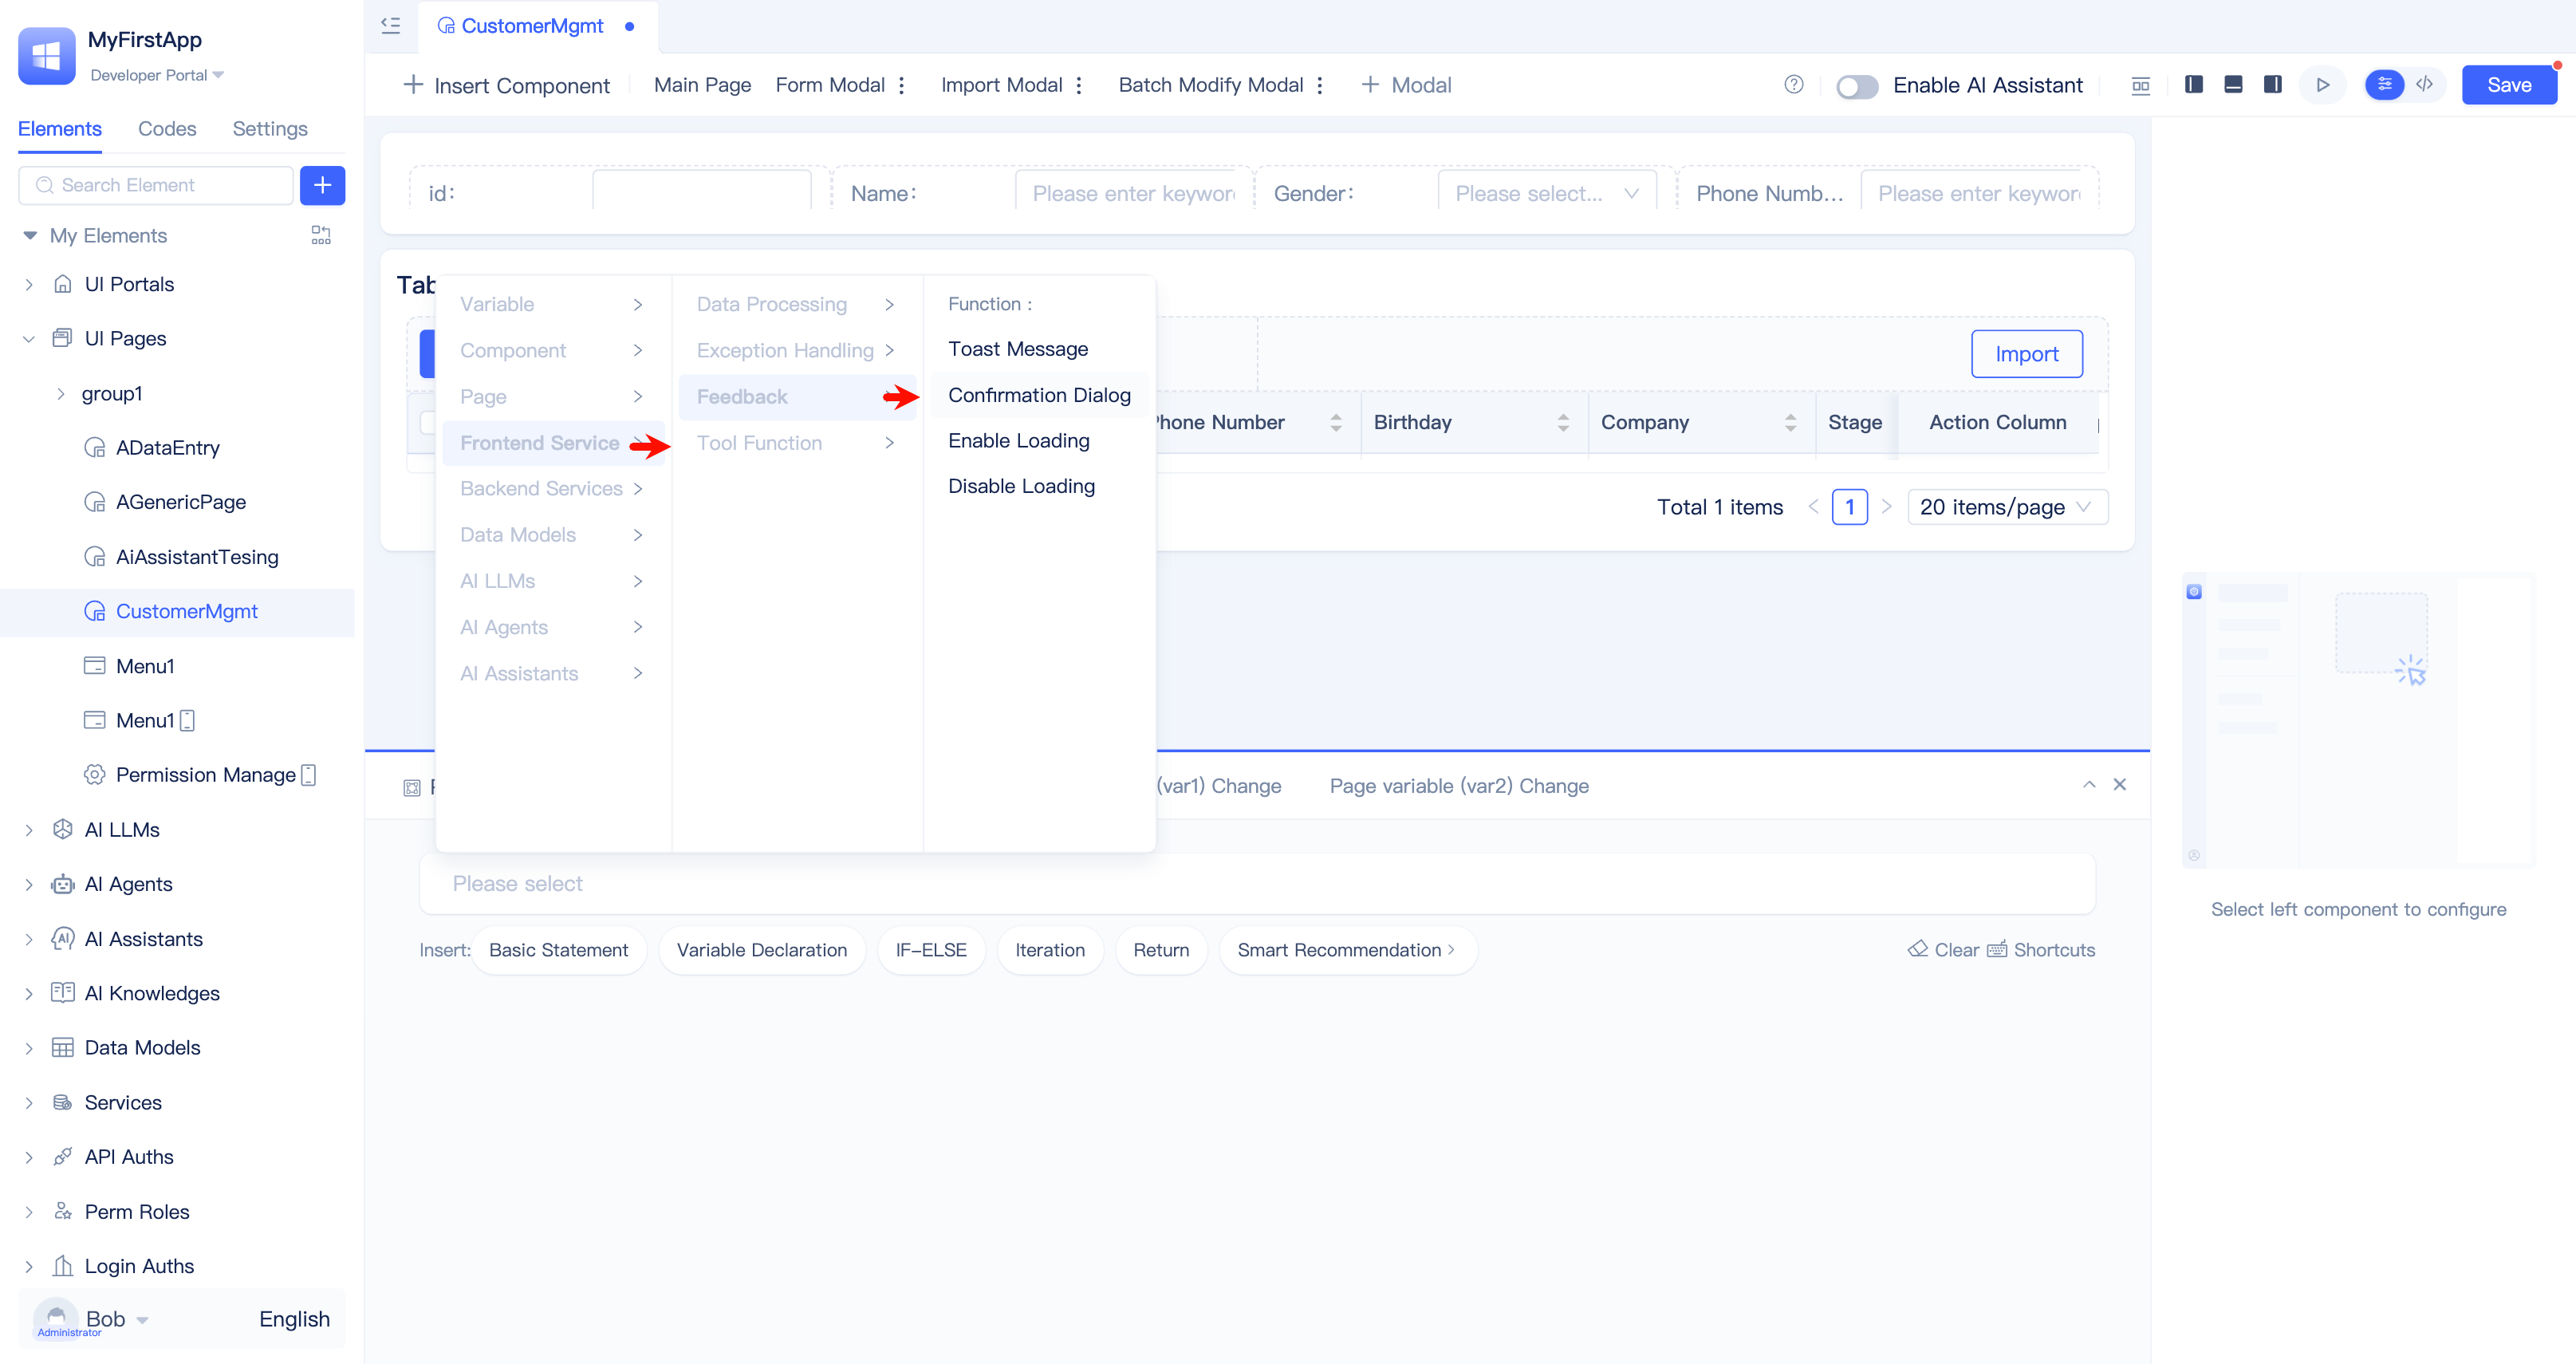 MyFirstApp
Developer Portal
Elements Codes Settings
Search Element
My Elements
UI Portals
UI Pages
group1
ADataEntry
AGenericPage
AiAssistantTesing
CustomerMgmt
Menu1
Menu1
Permission Manage
AI LLMs
AI Agents
AI Assistants
AI Knowledges
Data Models
Services
API Auths
Perm Roles
Login Auths
Bob
Administrator
English
CustomerMgmt
Insert Component Main Page Form Modal Import Modal Batch Modify Modal Modal Enable AI Assistant Save
id: Name: Please enter keyword Gender: Please select... Phone Numb... Please enter keyword
Import
Phone Number Birthday Company Stage Action Column
Total 1 items 1 20 items/page
Variable
Component
Page
Frontend Service
Backend Services
Data Models
AI LLMs
AI Agents
AI Assistants
Data Processing
Exception Handling
Feedback
Tool Function
Function :
Toast Message
Confirmation Dialog
Enable Loading
Disable Loading
(var1) Change Page variable (var2) Change
Please select
Insert: Basic Statement Variable Declaration IF-ELSE Iteration Return Smart Recommendation Clear Shortcuts
Select left component to configure